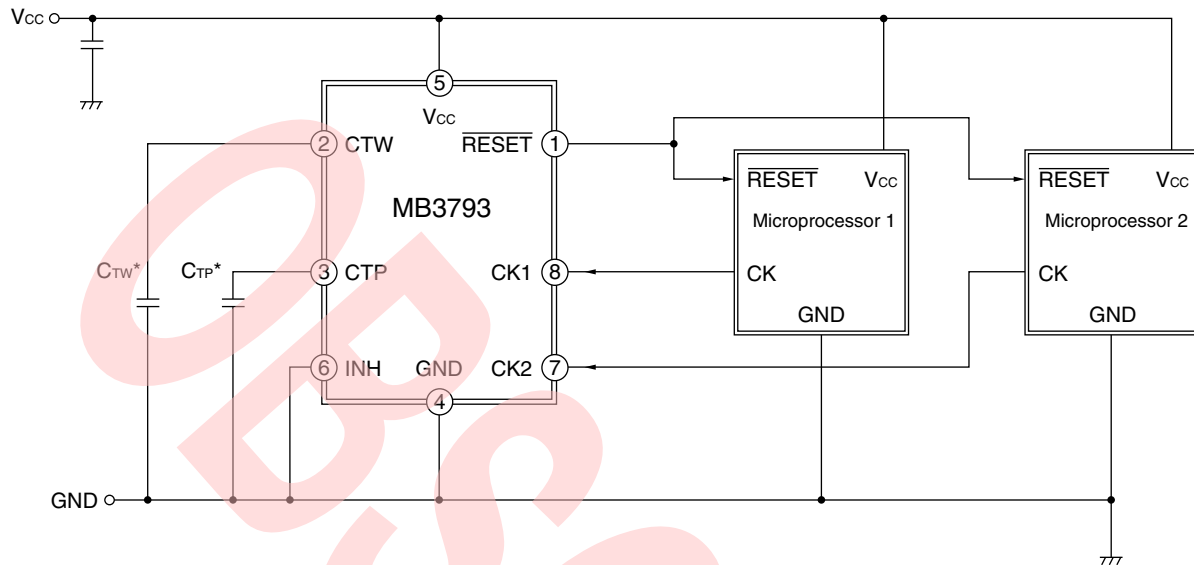 VCC
5
VCC
2 CTW
RESET 1
MB3793
RESET VCC
Microprocessor 1
CK
GND
RESET VCC
Microprocessor 2
CK
GND
CTW*
CTP*
3 CTP
CK1 8
6 INH
GND
CK2 7
4
GND